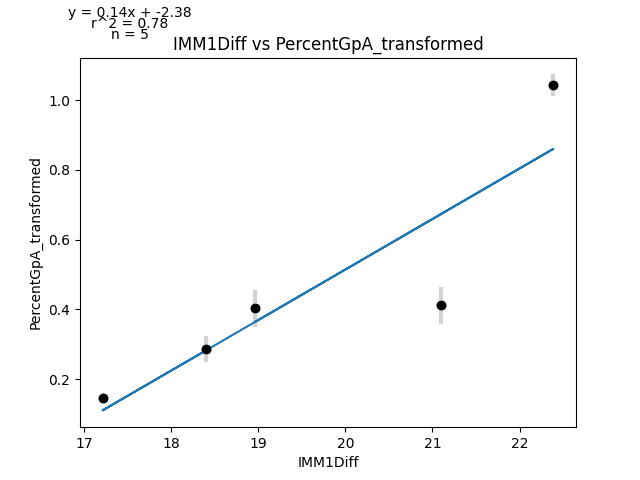 y = 0.14x + -2.38
r^2 = 0.78
n = 5
IMM1Diff vs PercentGpA_transformed
PercentGpA_transformed
1.0
0.8
0.6
0.4
0.2
17 18 19 20 21 22
IMM1Diff